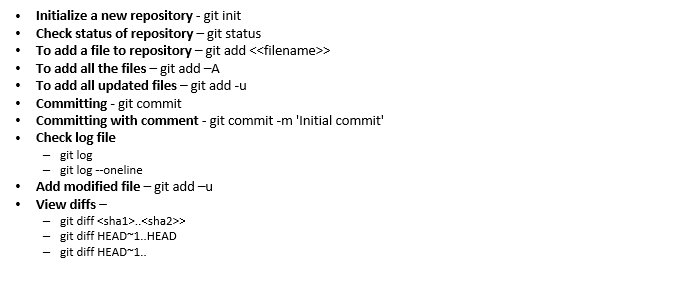 • Initialize a new repository - git init
• Check status of repository – git status
• To add a file to repository – git add <<filename>>
• To add all the files – git add –A
• To add all updated files – git add -u
• Committing - git commit
• Committing with comment - git commit -m 'Initial commit'
• Check log file
– git log
– git log --oneline
• Add modified file – git add –u
• View diffs –
– git diff <sha1>..<sha2>>
– git diff HEAD~1..HEAD
– git diff HEAD~1..